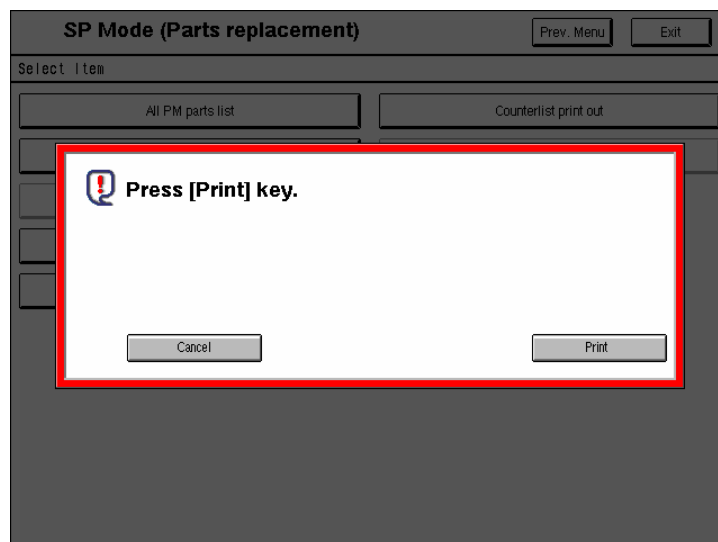 SP Mode (Parts replacement)
Prev. Menu
Exit
Select Item
All PM parts list
Counterlist print out
Press [Print] key.
Cancel
Print